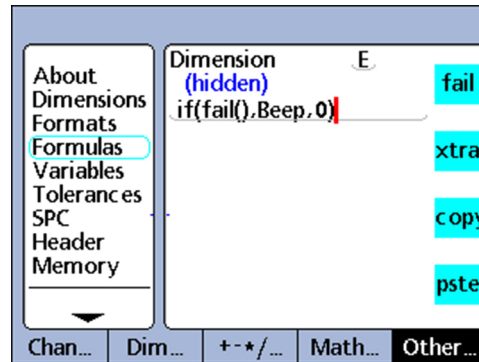 About
Dimensions
Formats
Formulas
Variables
Tolerances
SPC
Header
Memory
Dimension E
(hidden)
if(fail(),Beep,0)
fail
xtra
copy
pste
Chan...
Dim...
+-*/...
Math...
Other...